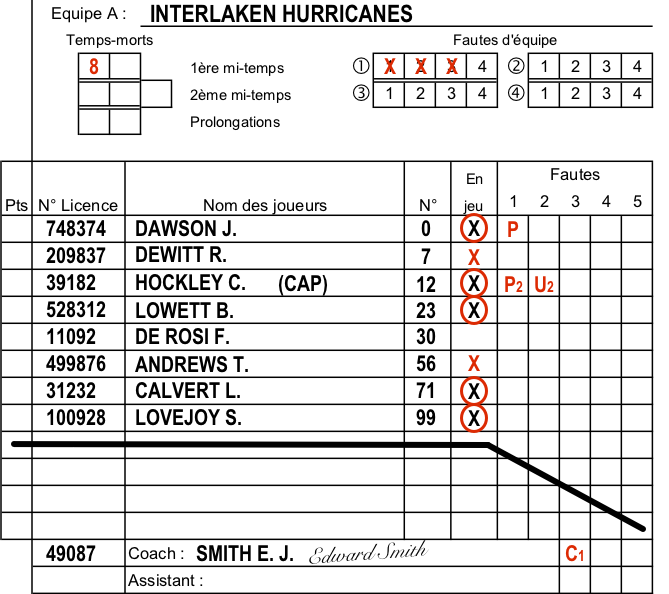 Equipe A : INTERLAKEN HURRICANES
Temps-morts Fautes d'équipe
8 1ère mi-temps ① X X X 4 ② 1 2 3 4
2ème mi-temps ③ 1 2 3 4 ④ 1 2 3 4
Prolongations
En Fautes
Pts N° Licence Nom des joueurs N° jeu 1 2 3 4 5
748374 DAWSON J. 0 X P
209837 DEWITT R. 7 X
39182 HOCKLEY C. (CAP) 12 X P2 U2
528312 LOWETT B. 23 X
11092 DE ROSI F. 30
499876 ANDREWS T. 56 X
31232 CALVERT L. 71 X
100928 LOVEJOY S. 99 X
49087 Coach : SMITH E. J. Edward Smith C1
Assistant :